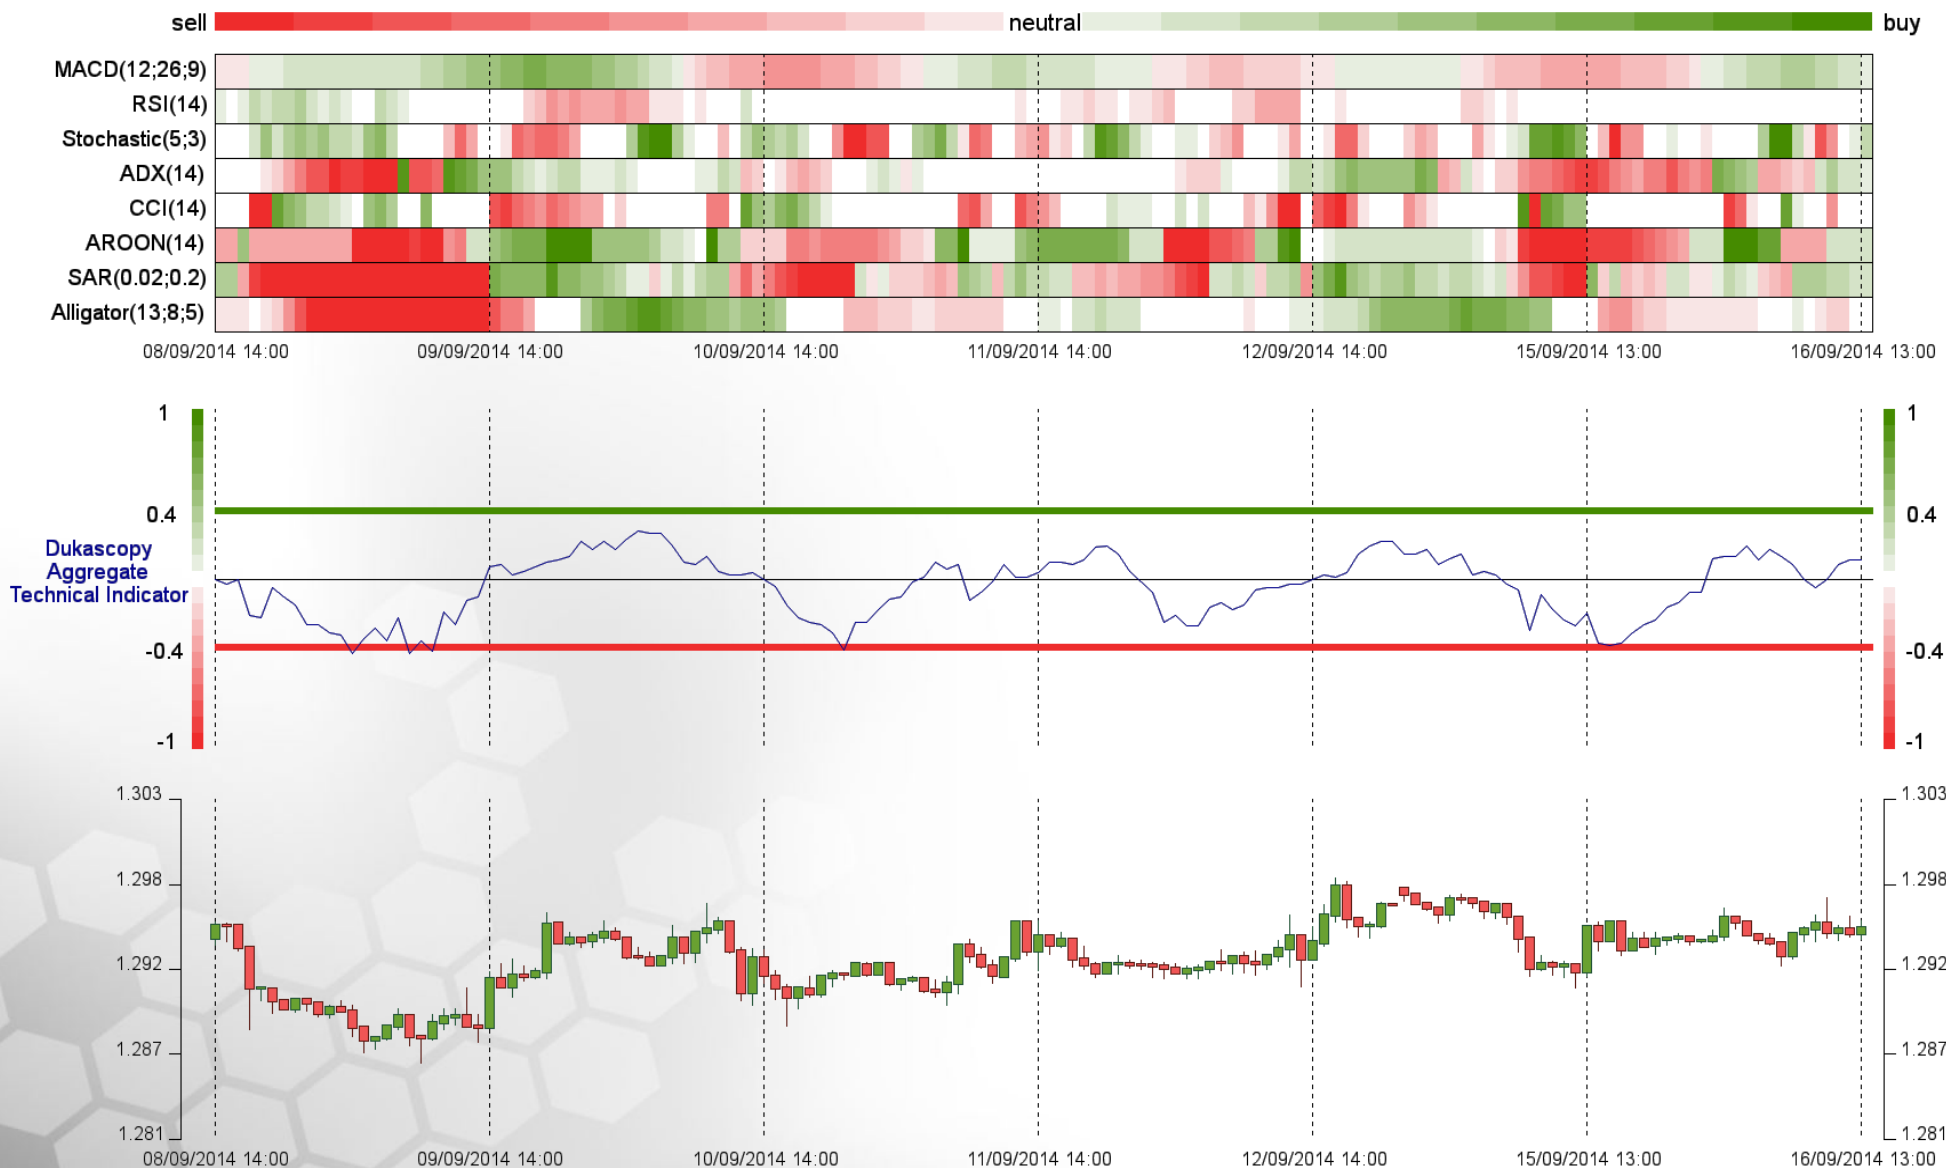 sell neutral buy
MACD(12;26;9)
RSI(14)
Stochastic(5;3)
ADX(14)
CCI(14)
AROON(14)
SAR(0.02;0.2)
Alligator(13;8;5)
08/09/2014 14:00 09/09/2014 14:00 10/09/2014 14:00 11/09/2014 14:00 12/09/2014 14:00 15/09/2014 13:00 16/09/2014 13:00
1 1
0.4 0.4
Dukascopy
Aggregate
Technical Indicator
-0.4 -0.4
-1 -1
1.303 1.303
1.298 1.298
1.292 1.292
1.287 1.287
1.281 1.281
08/09/2014 14:00 09/09/2014 14:00 10/09/2014 14:00 11/09/2014 14:00 12/09/2014 14:00 15/09/2014 13:00 16/09/2014 13:00